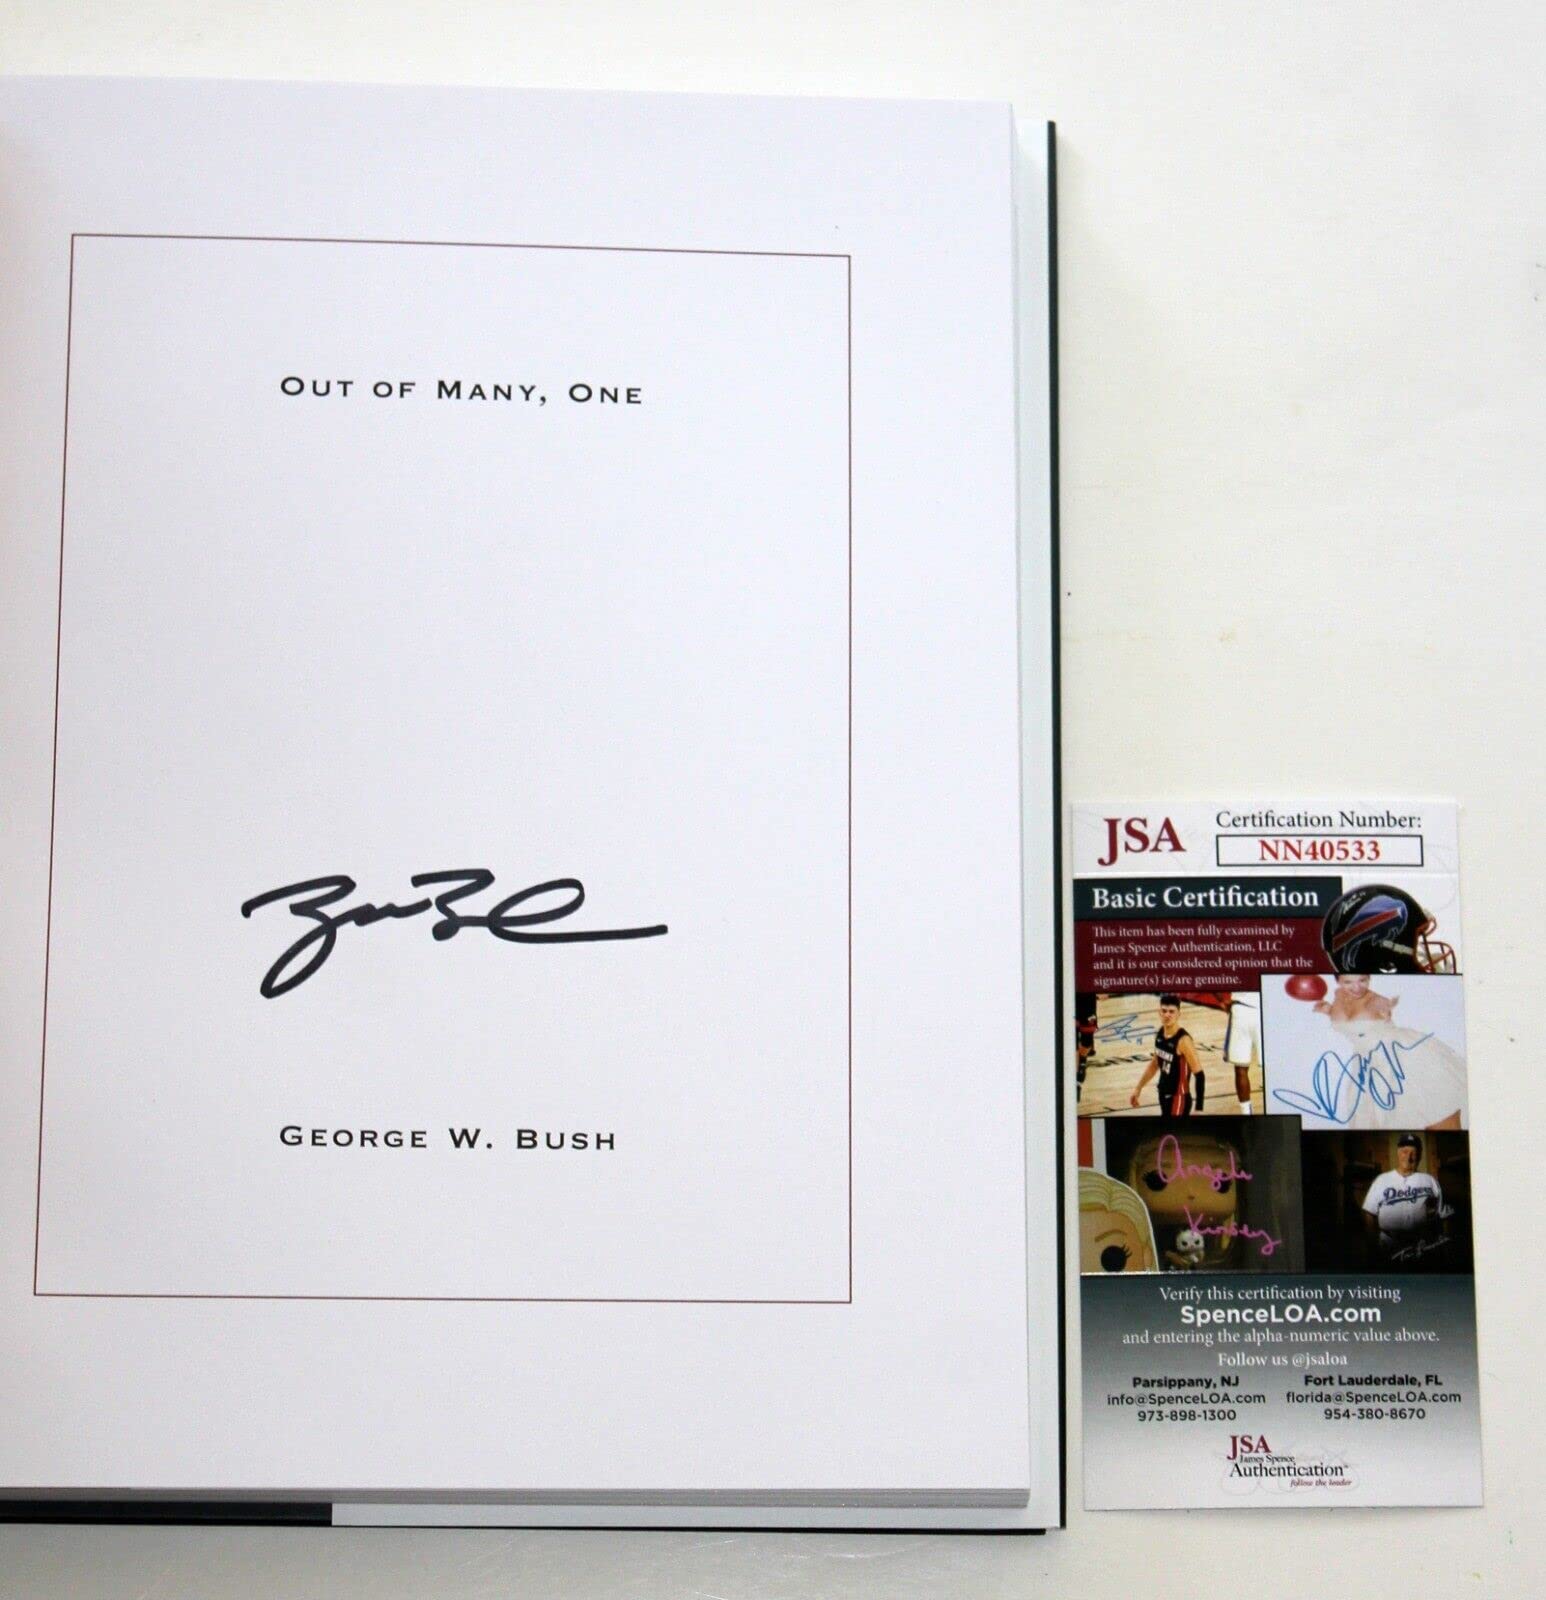 OUT OF MANY, ONE
GEORGE W. BUSH
JSA
Certification Number:
NN40533
Basic Certification
This item has been fully examined by
James Spence Authentication, LLC
and it is our considered opinion that the
signature(s) is/are genuine.
Angela
Kinsey
Dodgers
Verify this certification by visiting
SpenceLOA.com
and entering the alpha-numeric value above.
Follow us @jsaloa
Parsippany, NJ
info@SpenceLOA.com
973-898-1300
Fort Lauderdale, FL
florida@SpenceLOA.com
954-380-8670
JSA
James Spence
Authentication
follow the leader